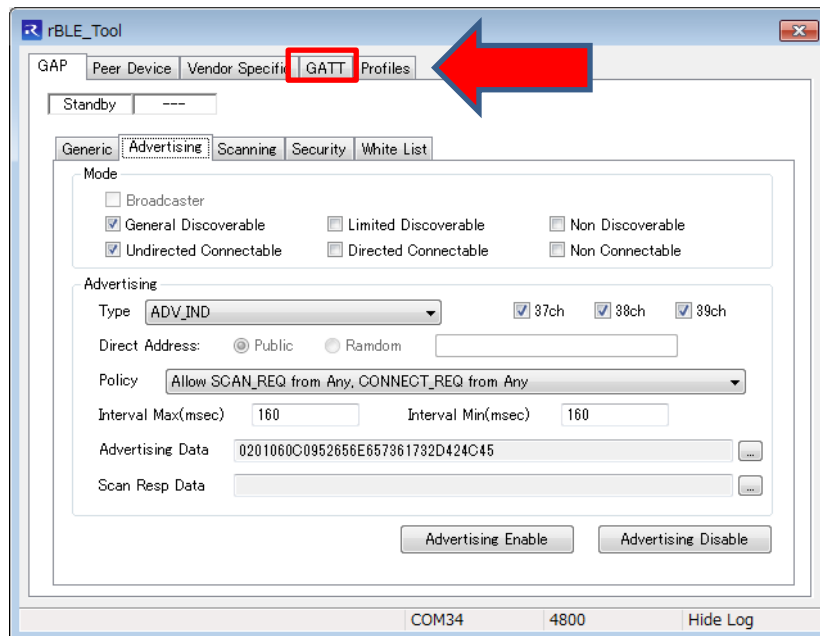 rBLE_Tool
GAP Peer Device Vendor Specific GATT Profiles
Standby ---
Generic Advertising Scanning Security White List
Mode
Broadcaster
General Discoverable Limited Discoverable Non Discoverable
Undirected Connectable Directed Connectable Non Connectable
Advertising
Type ADV_IND 37ch 38ch 39ch
Direct Address: Public Ramdom
Policy Allow SCAN_REQ from Any, CONNECT_REQ from Any
Interval Max(msec) 160 Interval Min(msec) 160
Advertising Data 0201060C0952656E657361732D424C45 ...
Scan Resp Data ...
Advertising Enable Advertising Disable
COM34 4800 Hide Log